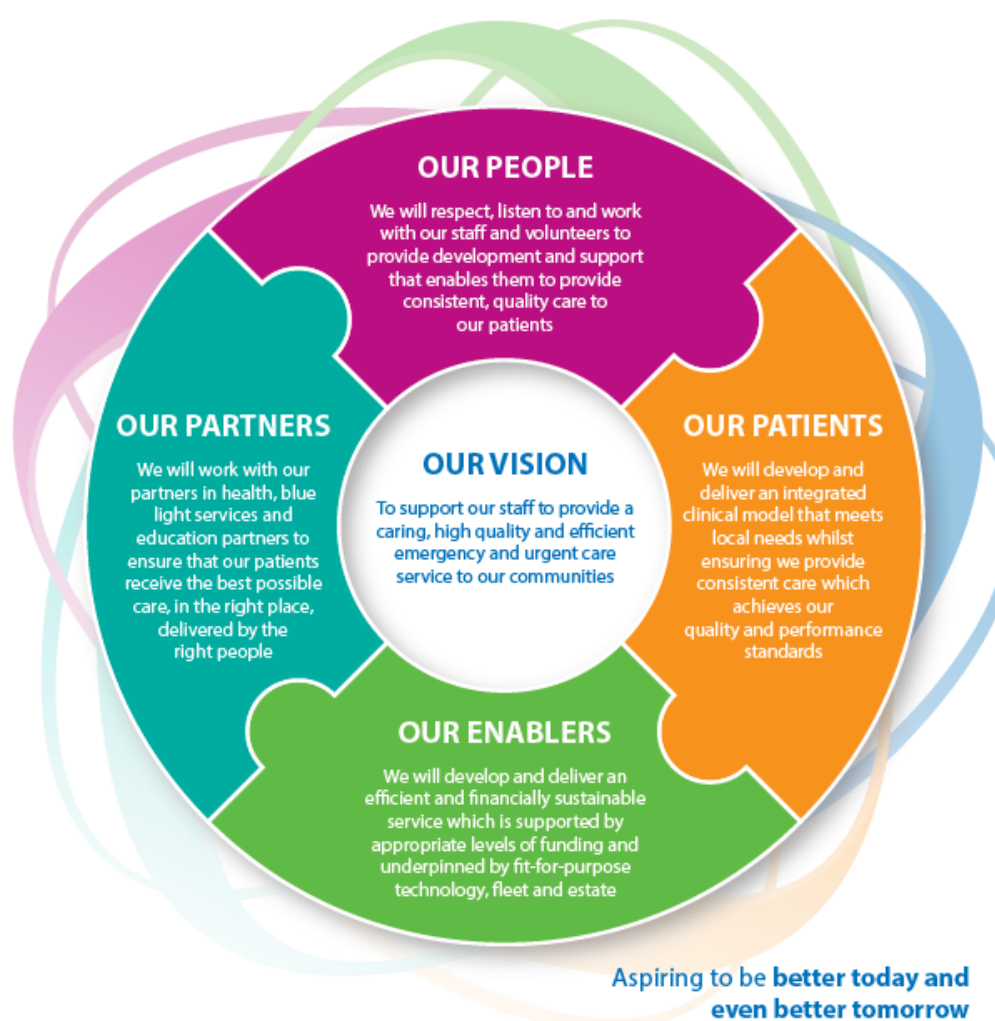 OUR PEOPLE
We will respect, listen to and work
with our staff and volunteers to
provide development and support
that enables them to provide
consistent, quality care to
our patients
OUR PARTNERS
We will work with our
partners in health, blue
light services and
education partners to
ensure that our patients
receive the best possible
care, in the right place,
delivered by the
right people
OUR VISION
To support our staff to provide a
caring, high quality and efficient
emergency and urgent care
service to our communities
OUR PATIENTS
We will develop and
deliver an integrated
clinical model that meets
local needs whilst
ensuring we provide
consistent care which
achieves our
quality and performance
standards
OUR ENABLERS
We will develop and deliver an
efficient and financially sustainable
service which is supported by
appropriate levels of funding and
underpinned by fit-for-purpose
technology, fleet and estate
Aspiring to be better today and
even better tomorrow